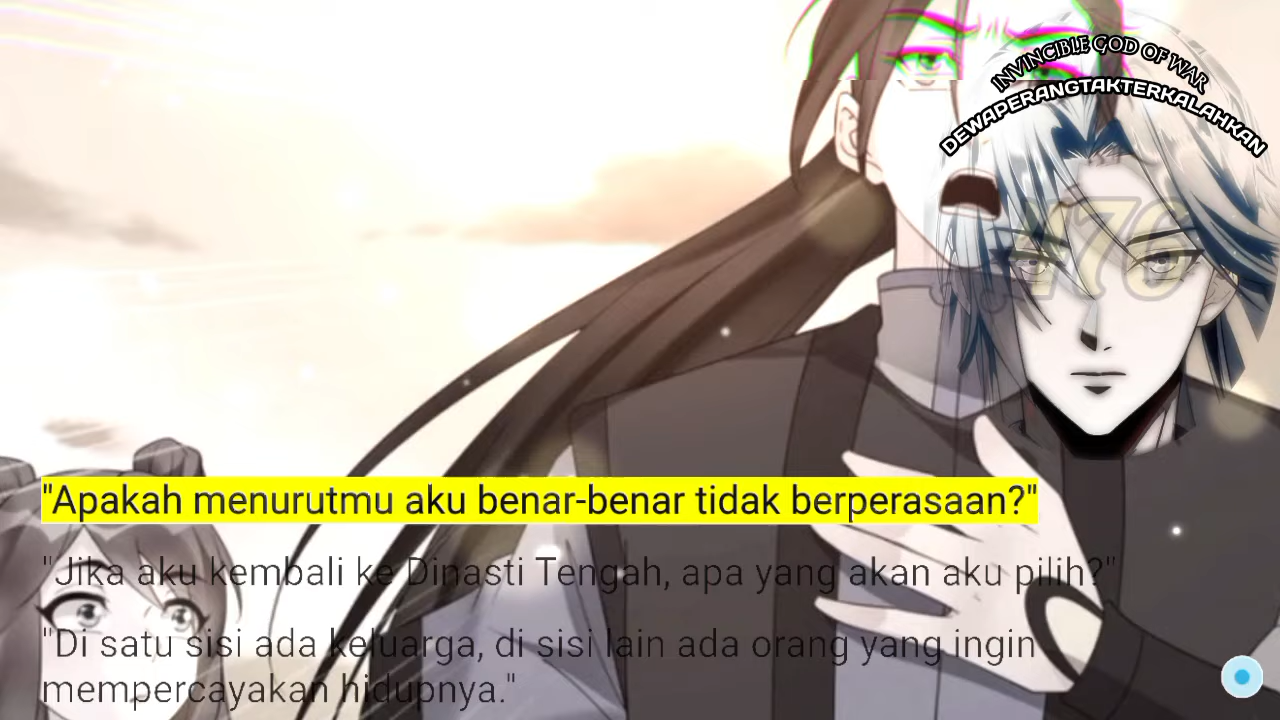 INVINCIBLE GOD OF WAR
DEWAPERANGTAKTERKALAHKAN
"Apakah menurutmu aku benar-benar tidak berperasaan?"
"Jika aku kembali ke Dinasti Tengah, apa yang akan aku pilih?"
"Di satu sisi ada keluarga, di sisi lain ada orang yang ingin
mempercayakan hidupnya."